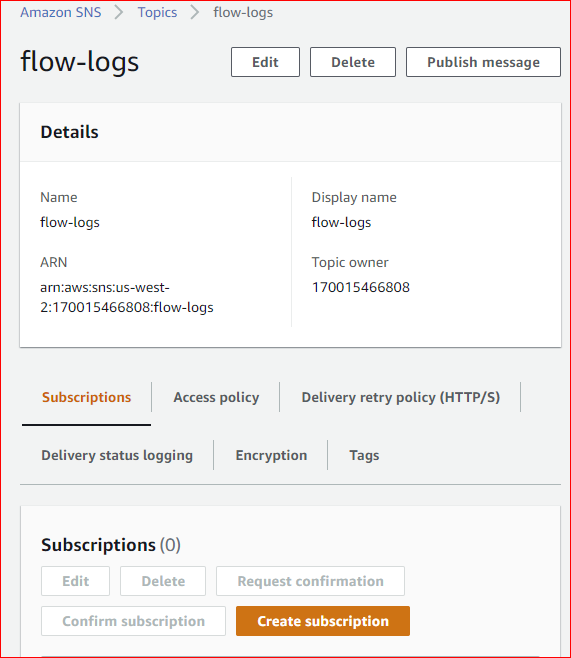 Amazon SNS > Topics > flow-logs
flow-logs Edit Delete Publish message
Details
Name
flow-logs
Display name
flow-logs
ARN
arn:aws:sns:us-west-
2:170015466808:flow-logs
Topic owner
170015466808
Subscriptions Access policy Delivery retry policy (HTTP/S)
Delivery status logging Encryption Tags
Subscriptions (0)
Edit Delete Request confirmation
Confirm subscription Create subscription